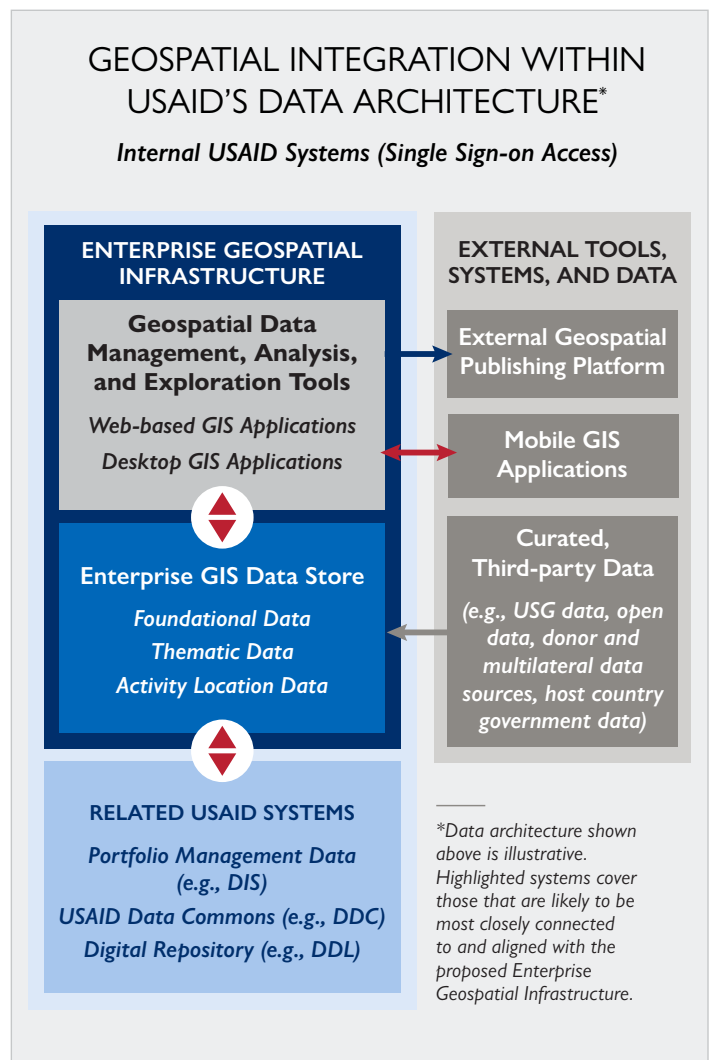 GEOSPATIAL INTEGRATION WITHIN
USAID'S DATA ARCHITECTURE*
Internal USAID Systems (Single Sign-on Access)
ENTERPRISE GEOSPATIAL
INFRASTRUCTURE
Geospatial Data
Management, Analysis,
and Exploration Tools
Web-based GIS Applications
Desktop GIS Applications
Enterprise GIS Data Store
Foundational Data
Thematic Data
Activity Location Data
RELATED USAID SYSTEMS
Portfolio Management Data
(e.g., DIS)
USAID Data Commons (e.g., DDC)
Digital Repository (e.g., DDL)
EXTERNAL TOOLS,
SYSTEMS, AND DATA
External Geospatial
Publishing Platform
Mobile GIS
Applications
Curated,
Third-party Data
(e.g., USG data, open
data, donor and
multilateral data
sources, host country
government data)
*Data architecture shown
above is illustrative.
Highlighted systems cover
those that are likely to be
most closely connected
to and aligned with the
proposed Enterprise
Geospatial Infrastructure.